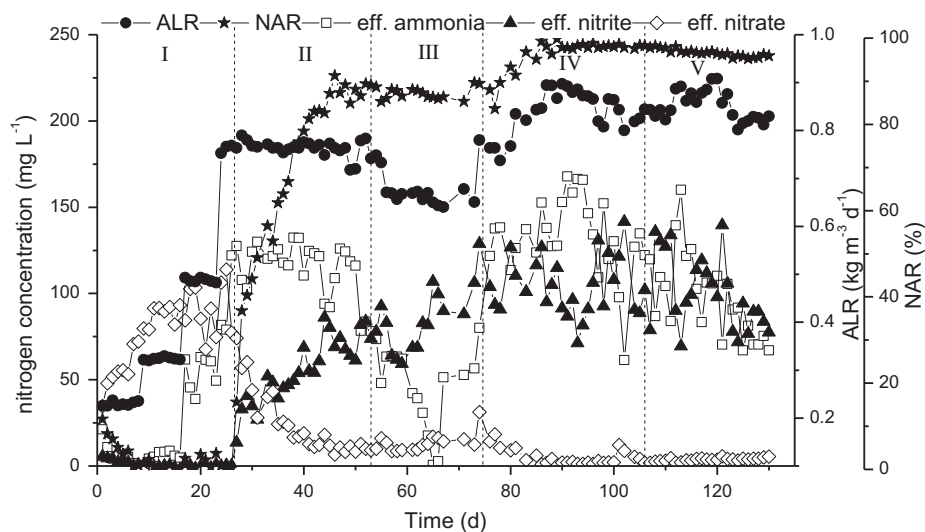 ALR NAR eff. ammonia eff. nitrite eff. nitrate
I II III IV V
nitrogen concentration (mg L⁻¹)
250
200
150
100
50
0
0 20 40 60 80 100 120
Time (d)
1.0
0.8
0.6
0.4
0.2
ALR (kg m⁻³ d⁻¹)
100
80
60
40
20
0
NAR (%)